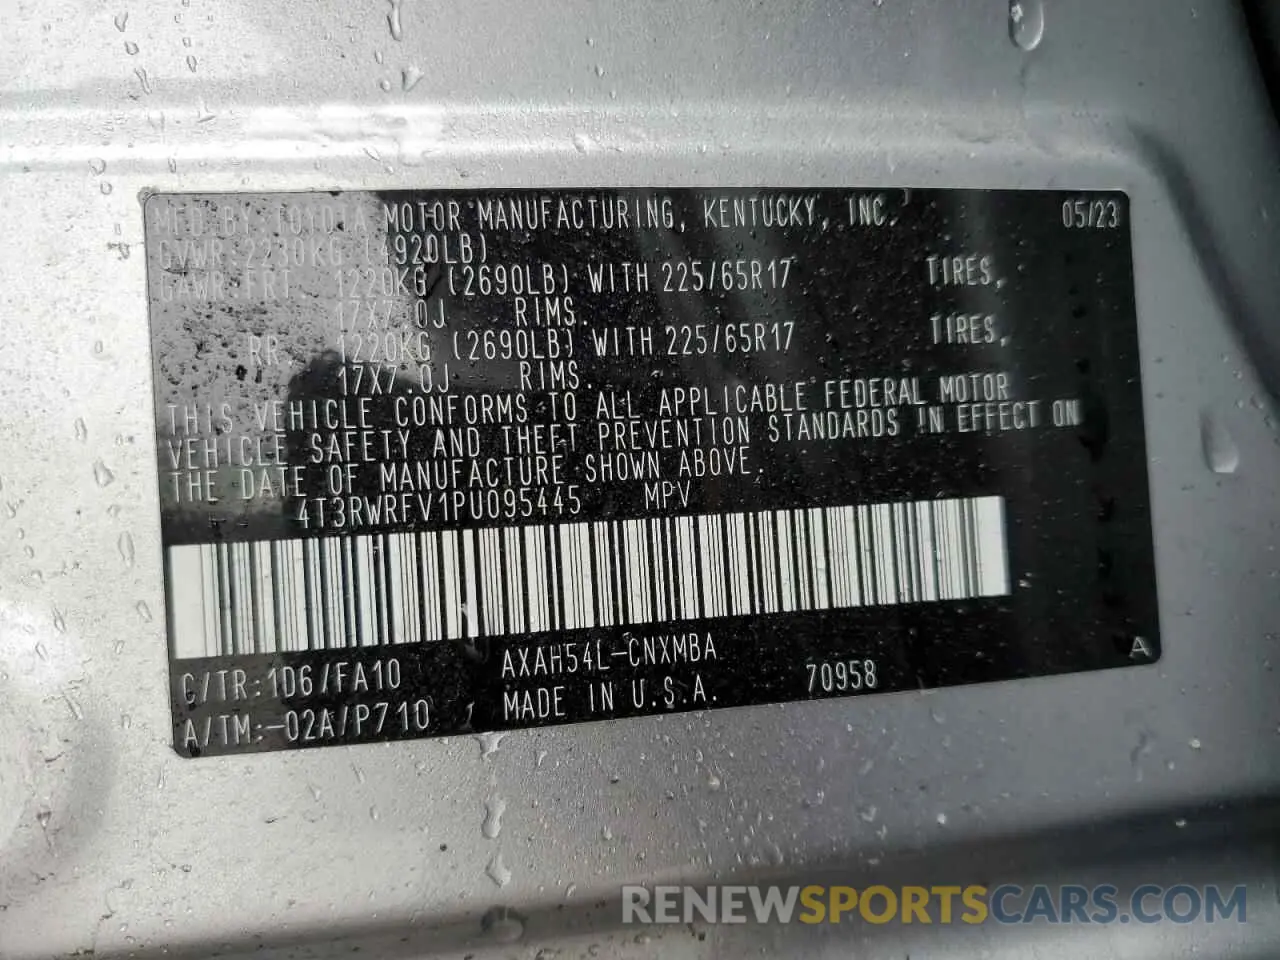 MFD BY TOYOTA MOTOR MANUFACTURING, KENTUCKY, INC. 05/23
GVWR:2230KG (4920LB)
GAWR:FRT. 1220KG (2690LB) WITH 225/65R17 TIRES,
17X7.0J RIMS.
RR. 1220KG (2690LB) WITH 225/65R17 TIRES,
17X7.0J RIMS.
THIS VEHICLE CONFORMS TO ALL APPLICABLE FEDERAL MOTOR
VEHICLE SAFETY AND THEFT PREVENTION STANDARDS IN EFFECT ON
THE DATE OF MANUFACTURE SHOWN ABOVE.
4T3RWRFV1PU095445 MPV
C/TR:1D6/FA10 AXAH54L-CNXMBA
A/TM:-02A/P710 MADE IN U.S.A. 70958 A
RENEWSPORTSCARS.COM